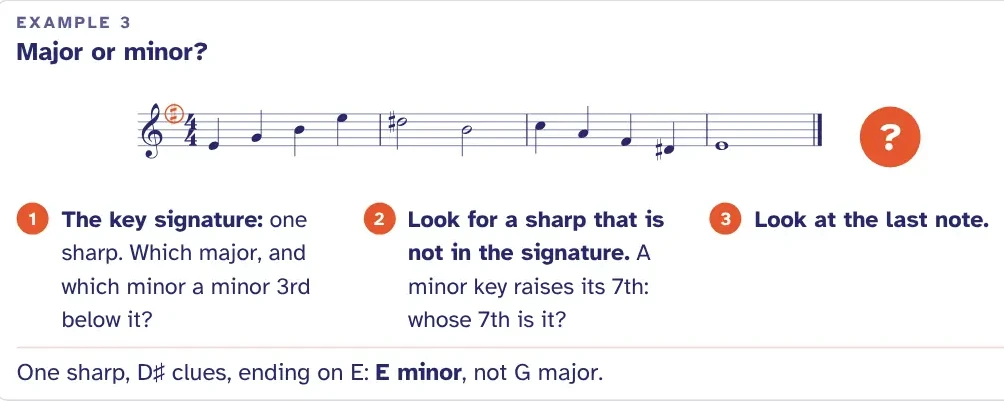 EXAMPLE 3
Major or minor?
4
4
?
1
The key signature: one
sharp. Which major, and
which minor a minor 3rd
below it?
2
Look for a sharp that is
not in the signature. A
minor key raises its 7th:
whose 7th is it?
3
Look at the last note.
One sharp, D♯ clues, ending on E: E minor, not G major.